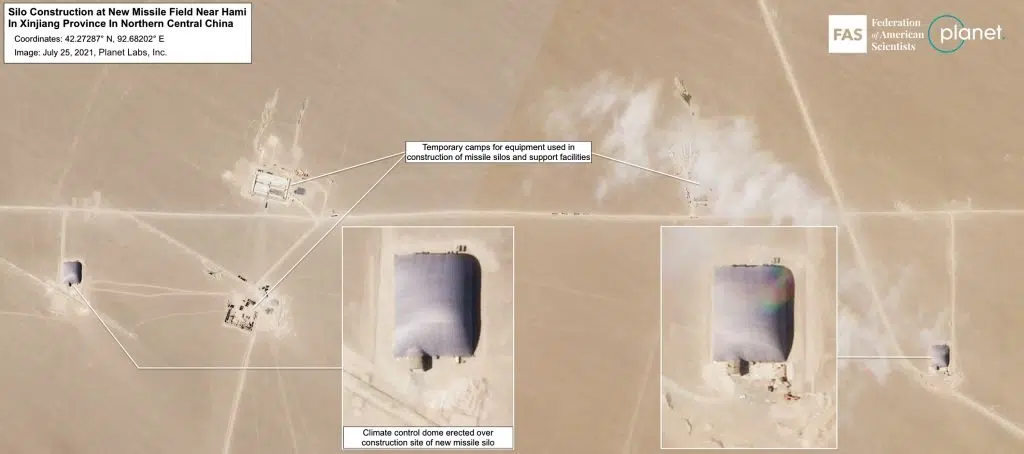 Silo Construction at New Missile Field Near Hami
In Xinjiang Province In Northern Central China
Coordinates: 42.27287° N, 92.68202° E
Image: July 25, 2021, Planet Labs, Inc.
FAS
Federation
of American
Scientists
planet.
Temporary camps for equipment used in
construction of missile silos and support facilities
Climate control dome erected over
construction site of new missile silo